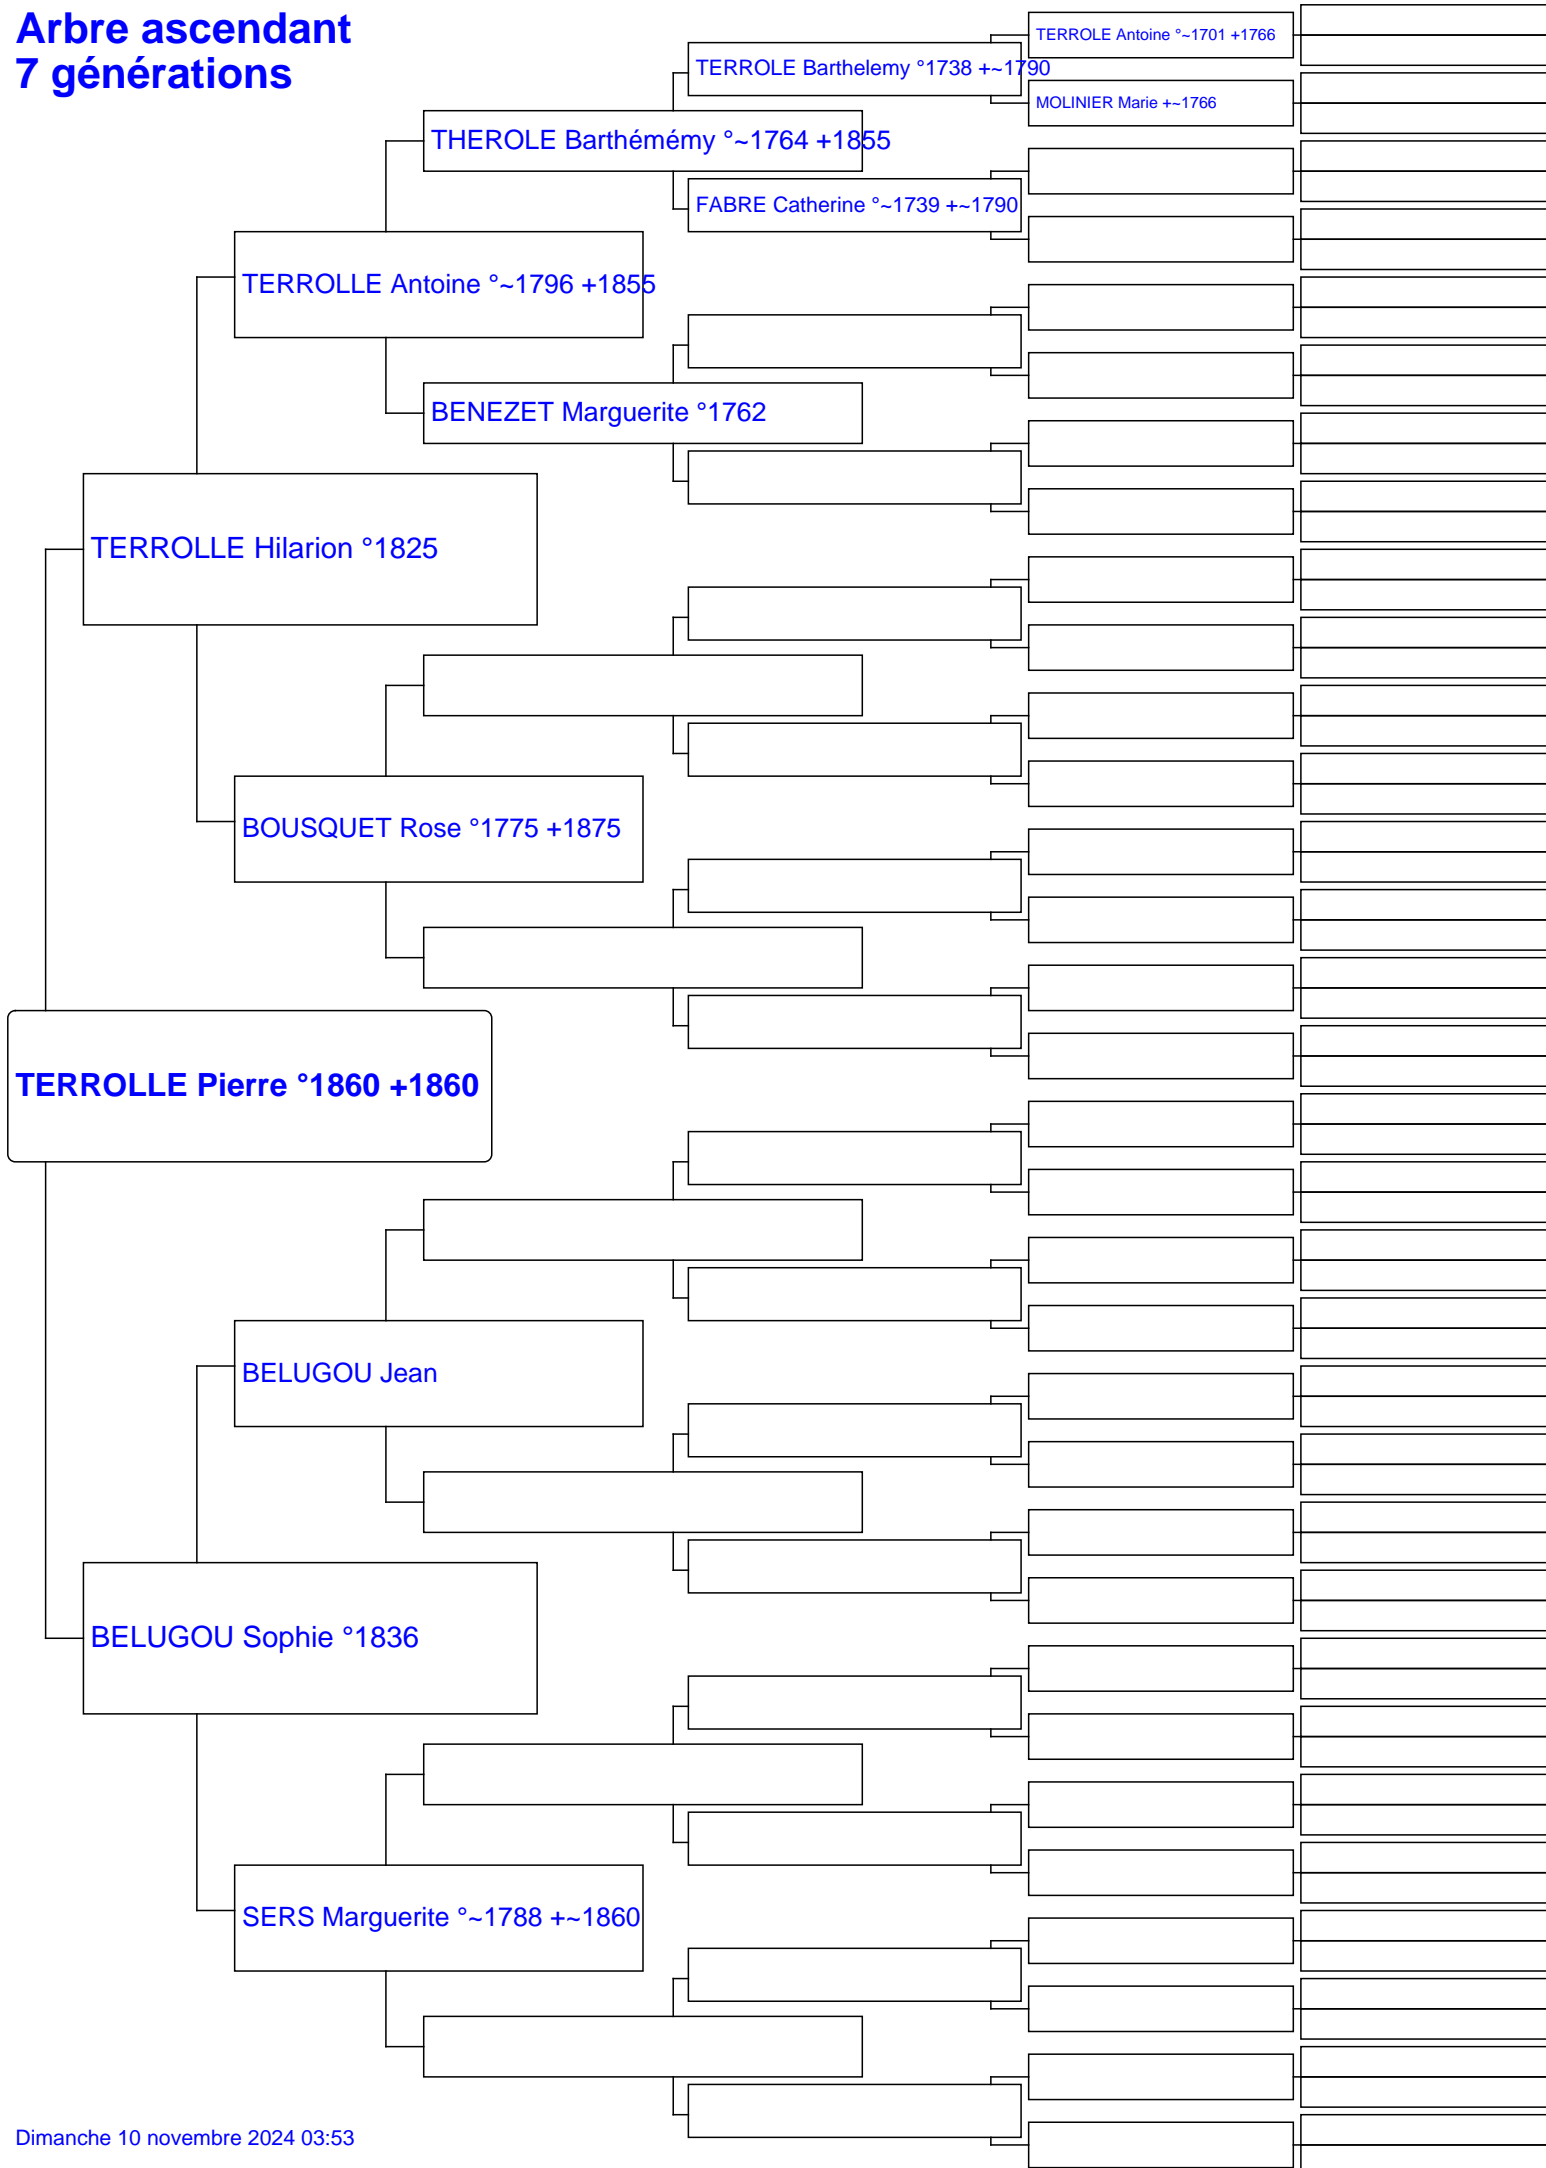 Arbre ascendant
7 générations
TERROLE Antoine °~1701 +1766
TERROLE Barthelemy °1738 +~1790
MOLINIER Marie +~1766
THEROLE Barthémémy °~1764 +1855
FABRE Catherine °~1739 +~1790
TERROLLE Antoine °~1796 +1855
BENEZET Marguerite °1762
TERROLLE Hilarion °1825
BOUSQUET Rose °1775 +1875
TERROLLE Pierre °1860 +1860
BELUGOU Jean
BELUGOU Sophie °1836
SERS Marguerite °~1788 +~1860
Dimanche 10 novembre 2024 03:53